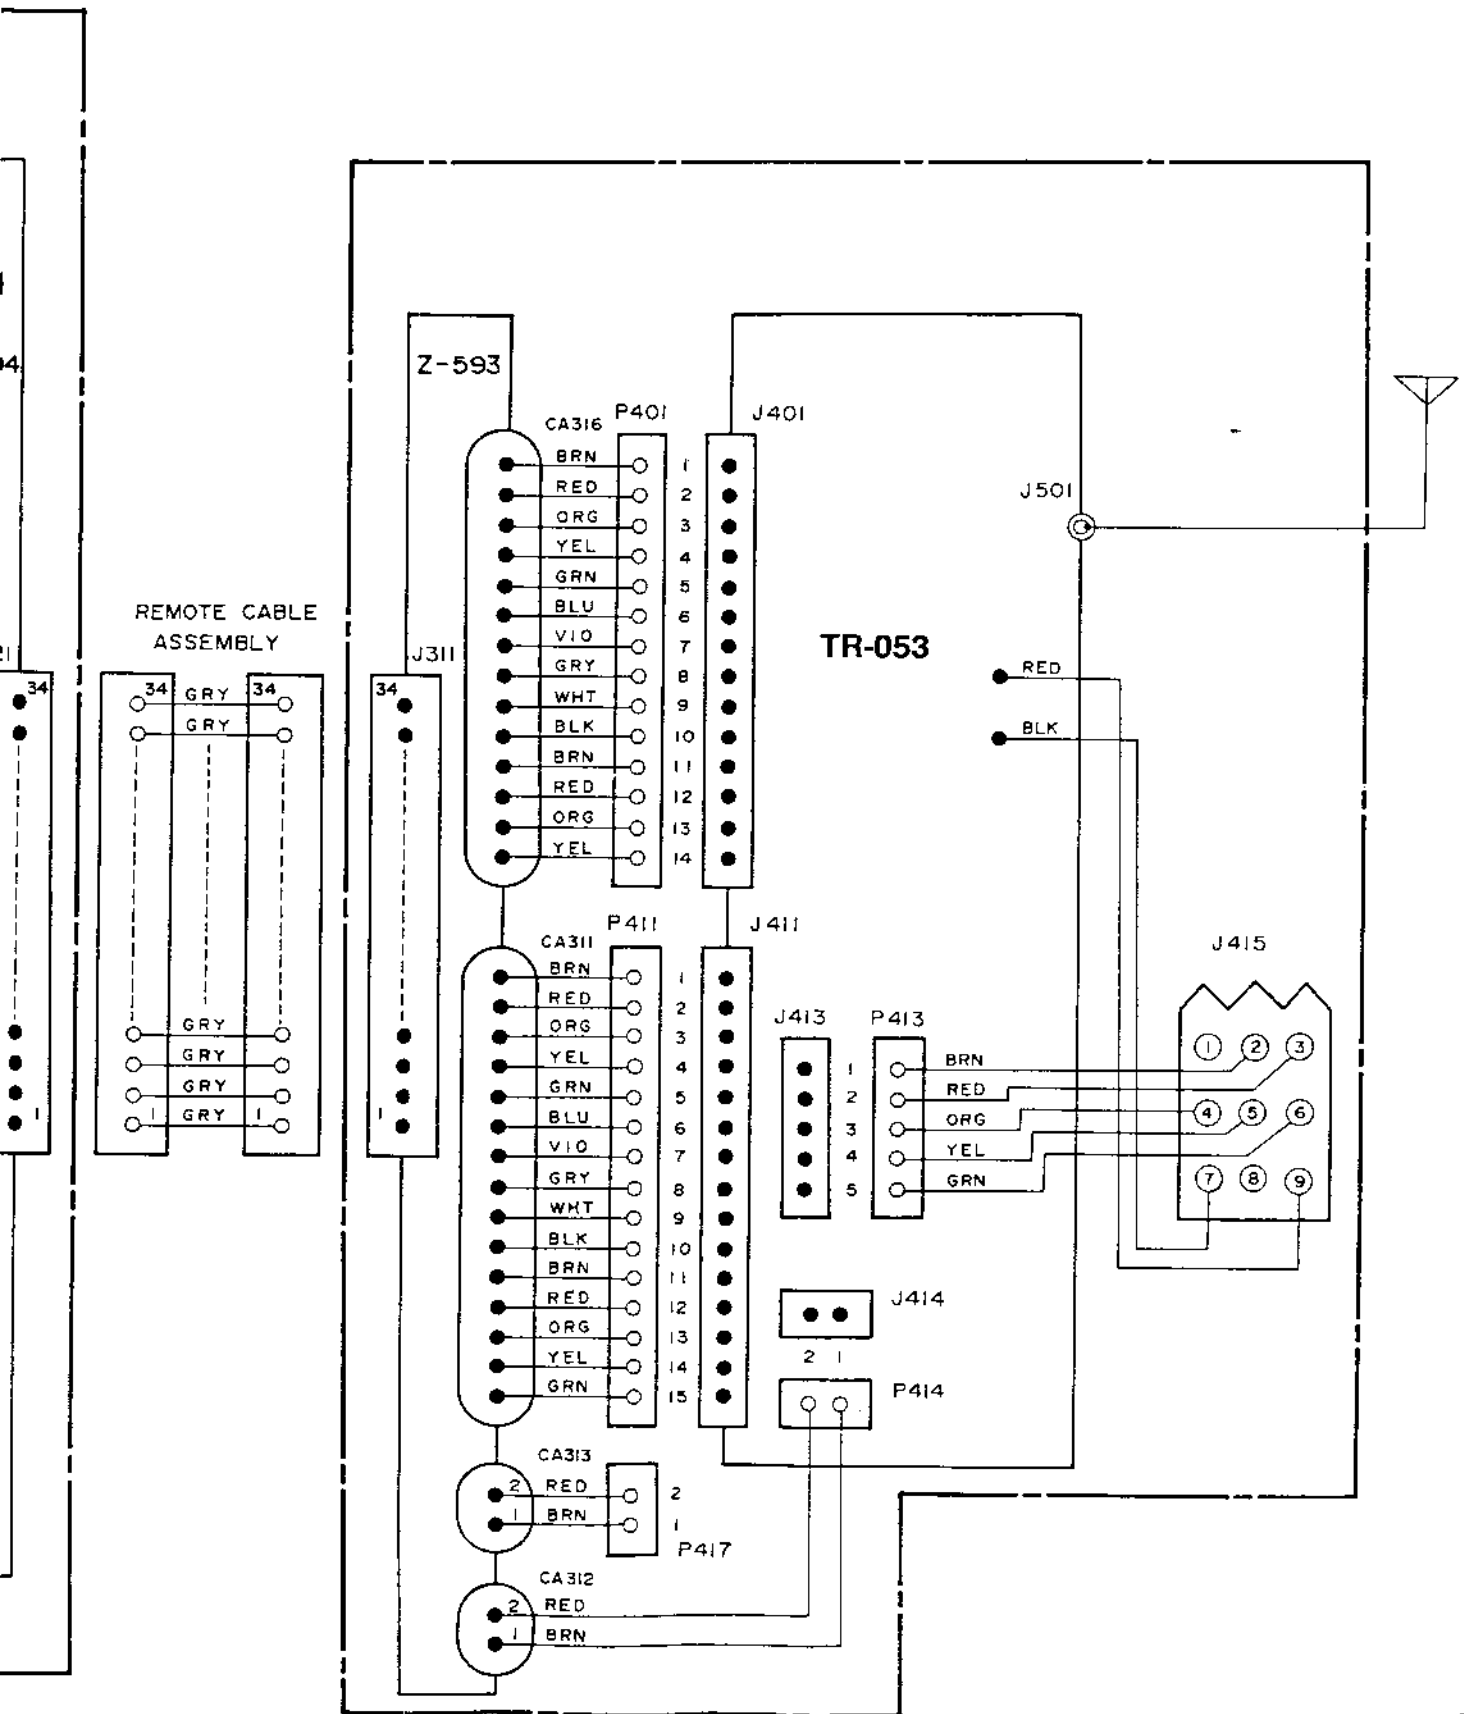 Z-593
CA316 P401 J401
BRN 1
RED 2
ORG 3
YEL 4
GRN 5
BLU 6
VIO 7
GRY 8
WHT 9
BLK 10
BRN 11
RED 12
ORG 13
YEL 14
J501
TR-053
RED
BLK
REMOTE CABLE
ASSEMBLY
J311
34
34 GRY 34
GRY
GRY
GRY
GRY
1 GRY 1
1
34
1
CA311 P411 J411
BRN 1
RED 2
ORG 3
YEL 4
GRN 5
BLU 6
VIO 7
GRY 8
WHT 9
BLK 10
BRN 11
RED 12
ORG 13
YEL 14
GRN 15
J413 P413
1 BRN
2 RED
3 ORG
4 YEL
5 GRN
J415
1 2 3
4 5 6
7 8 9
J414
2 1
P414
CA313
2 RED 2
1 BRN 1
P417
CA312
2 RED
1 BRN